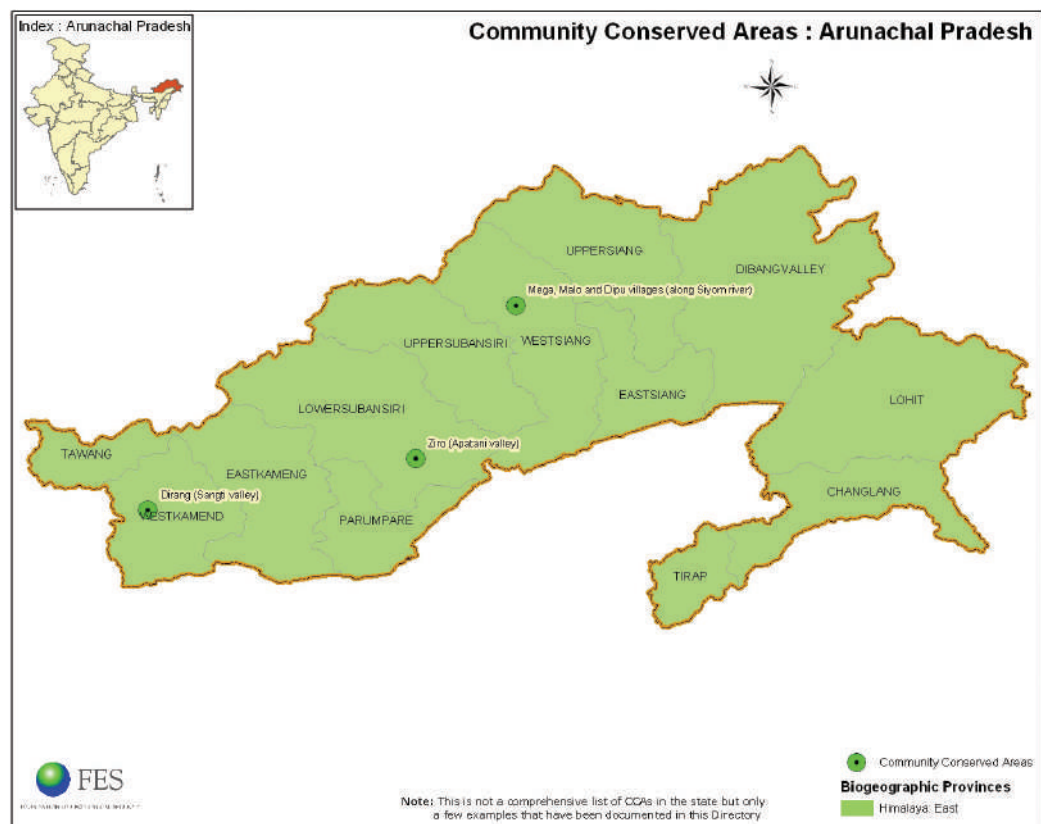 Index : Arunachal Pradesh
Community Conserved Areas : Arunachal Pradesh
UPPERSIANG
DIBANGVALLEY
Mega, Malo and Dipu villages (along Siyom river)
UPPERSUBANSIRI
WESTSIANG
EASTSIANG
LOHIT
LOWERSUBANSIRI
Ziro (Apatani valley)
TAWANG
EASTKAMENG
CHANGLANG
Dirang (Sangti valley)
WESTKAMEND
PARUMPARE
TIRAP
FES
Community Conserved Areas
Biogeographic Provinces
Himalaya: East
Note: This is not a comprehensive list of CCAs in the state but only
a few examples that have been documented in this Directory